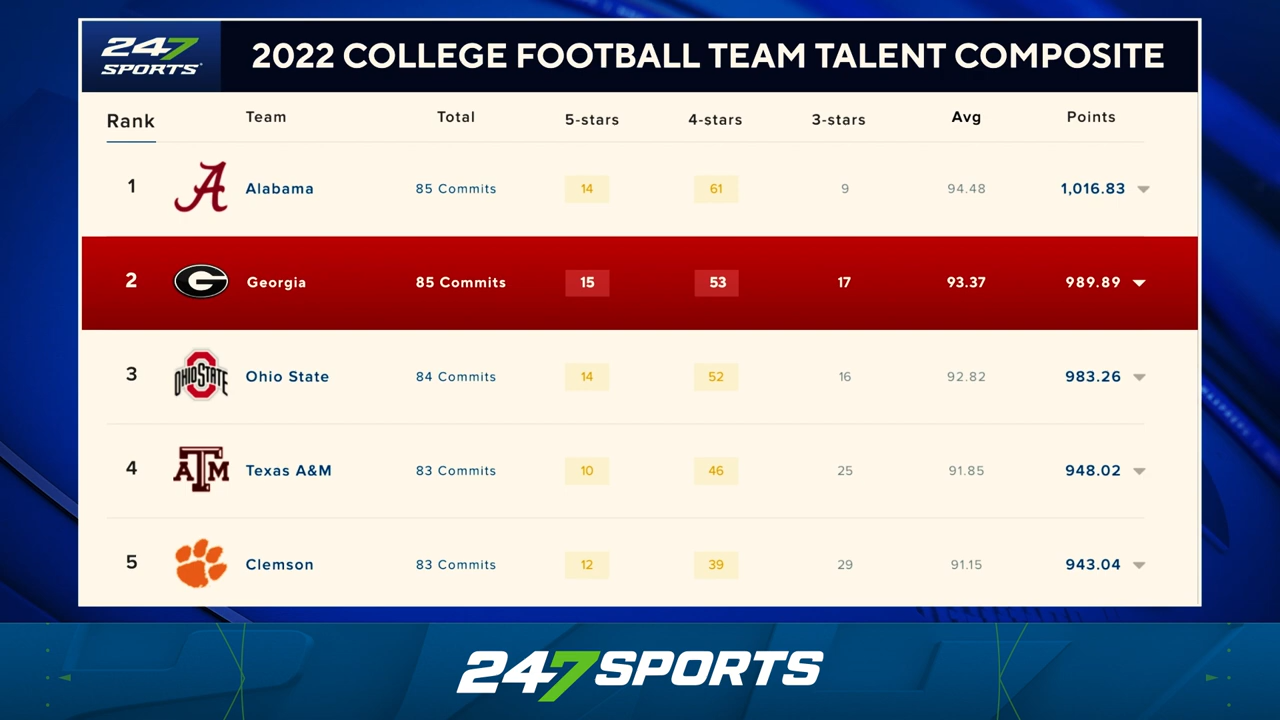 247 SPORTS
2022 COLLEGE FOOTBALL TEAM TALENT COMPOSITE
Rank Team Total 5-stars 4-stars 3-stars Avg Points
1 A Alabama 85 Commits 14 61 9 94.48 1,016.83
2 G Georgia 85 Commits 15 53 17 93.37 989.89
3 OHIO STATE Ohio State 84 Commits 14 52 16 92.82 983.26
4 ATM Texas A&M 83 Commits 10 46 25 91.85 948.02
5 Clemson 83 Commits 12 39 29 91.15 943.04
247SPORTS